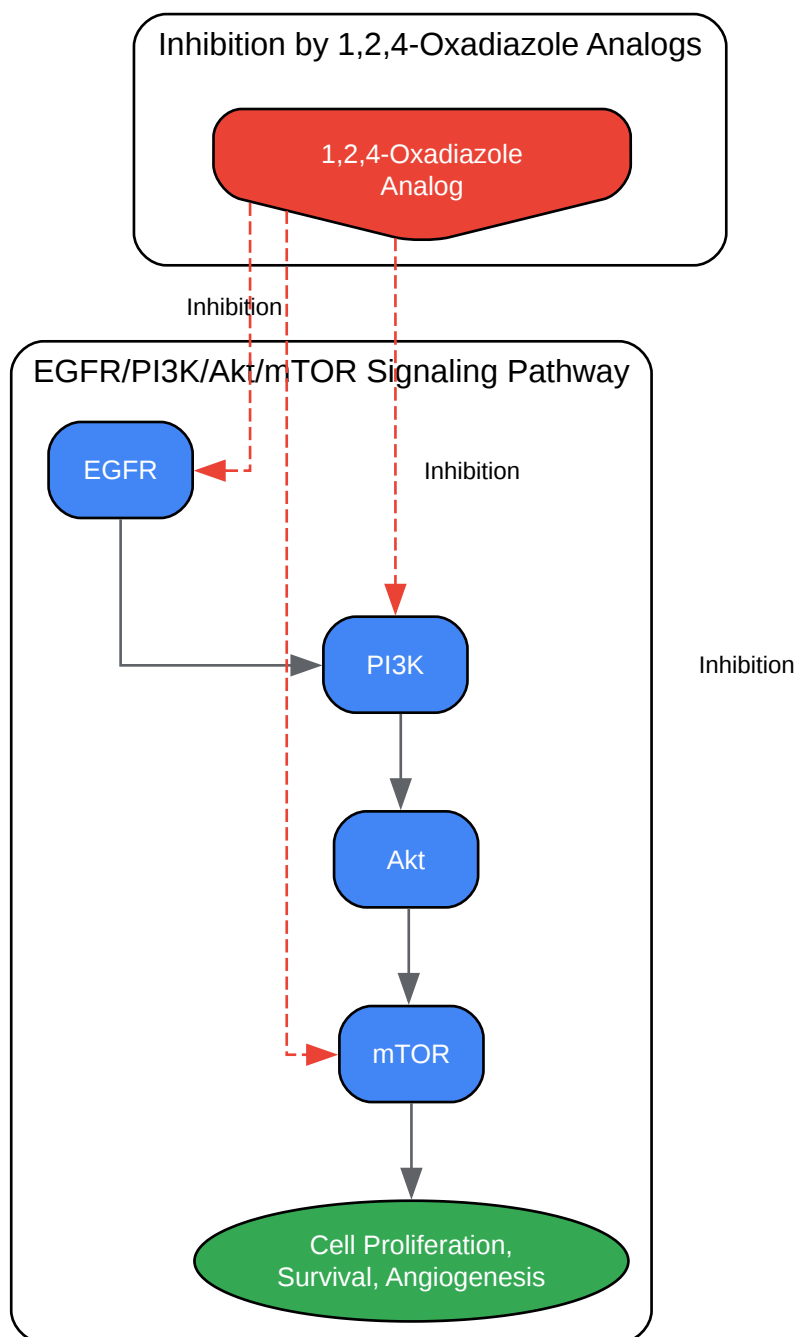 Inhibition by 1,2,4-Oxadiazole Analogs
1,2,4-Oxadiazole
Analog
Inhibition
EGFR/PI3K/Akt/mTOR Signaling Pathway
EGFR
Inhibition
PI3K
Inhibition
Akt
mTOR
Cell Proliferation,
Survival, Angiogenesis